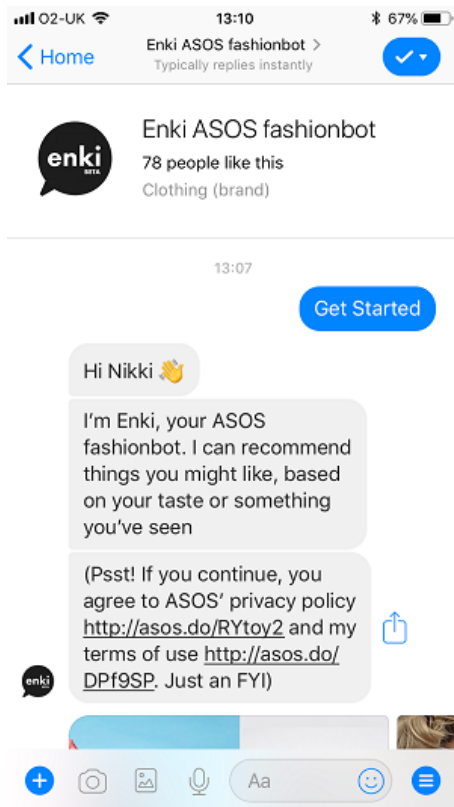 O2-UK 13:10 67%
Home Enki ASOS fashionbot >
Typically replies instantly
enki
BETA
Enki ASOS fashionbot
78 people like this
Clothing (brand)
13:07
Get Started
Hi Nikki 👋
I'm Enki, your ASOS
fashionbot. I can recommend
things you might like, based
on your taste or something
you've seen
(Psst! If you continue, you
agree to ASOS' privacy policy
http://asos.do/RYtoy2 and my
terms of use http://asos.do/
DPf9SP. Just an FYI)
enki
Aa